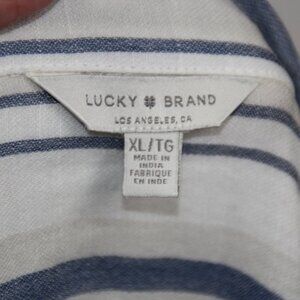 LUCKY BRAND
LOS ANGELES, CA
XL/TG
MADE IN
INDIA
FABRIQUE
EN INDE